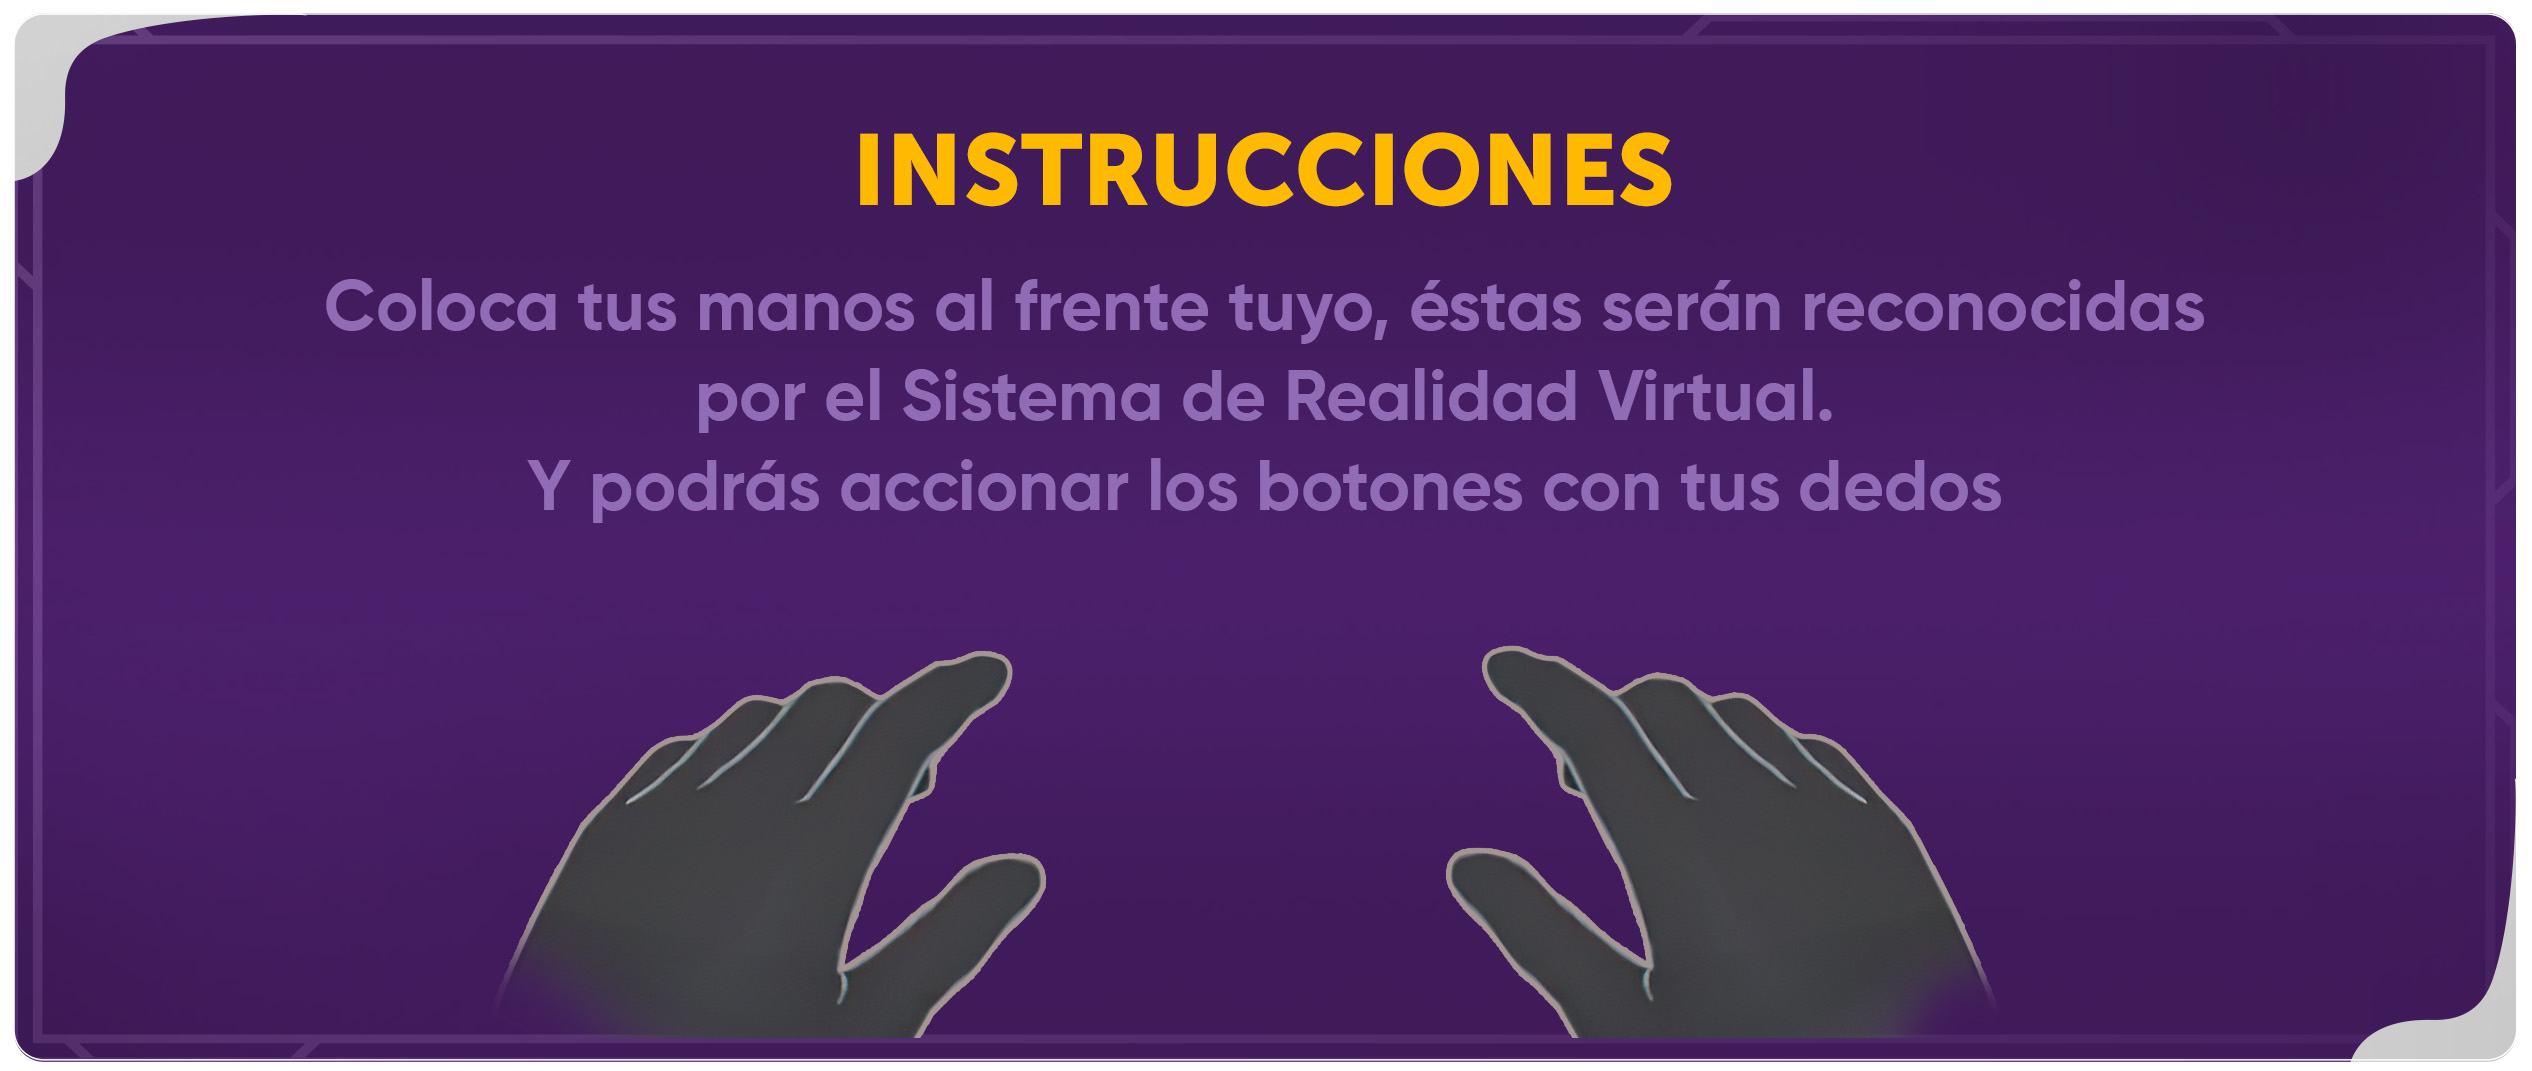 INSTRUCCIONES
Coloca tus manos al frente tuyo, éstas serán reconocidas
por el Sistema de Realidad Virtual.
Y podrás accionar los botones con tus dedos